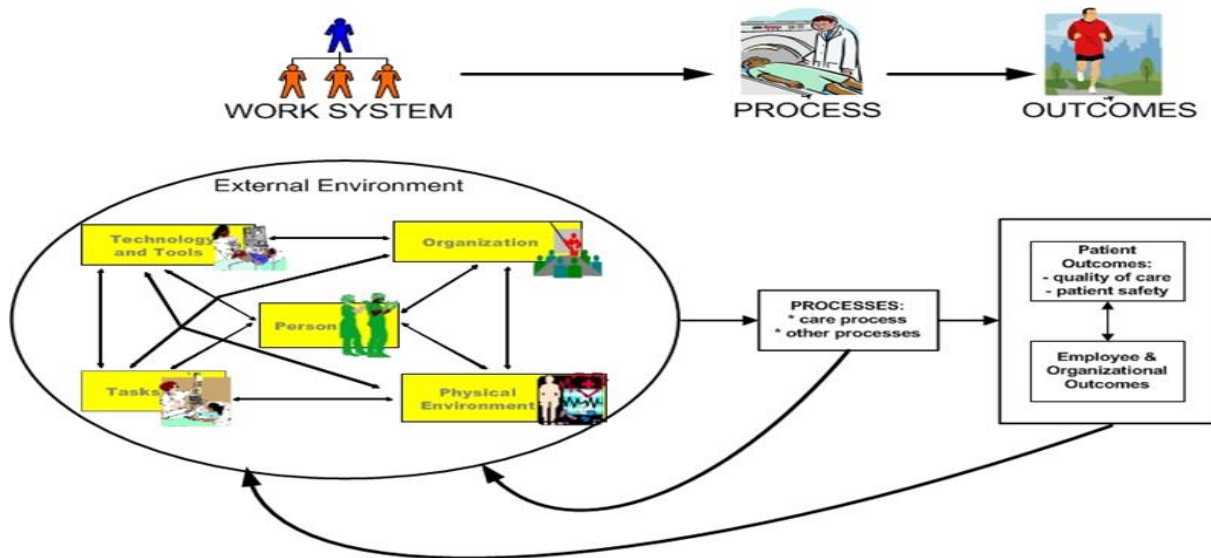 WORK SYSTEM
PROCESS
OUTCOMES
External Environment
Technology
and Tools
Organization
Person
Tasks
Physical
Environment
PROCESSES:
* care process
* other processes
Patient
Outcomes:
- quality of care
- patient safety
Employee &
Organizational
Outcomes